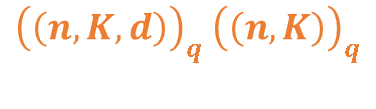 ((n, K, d))_q ((n, K))_q